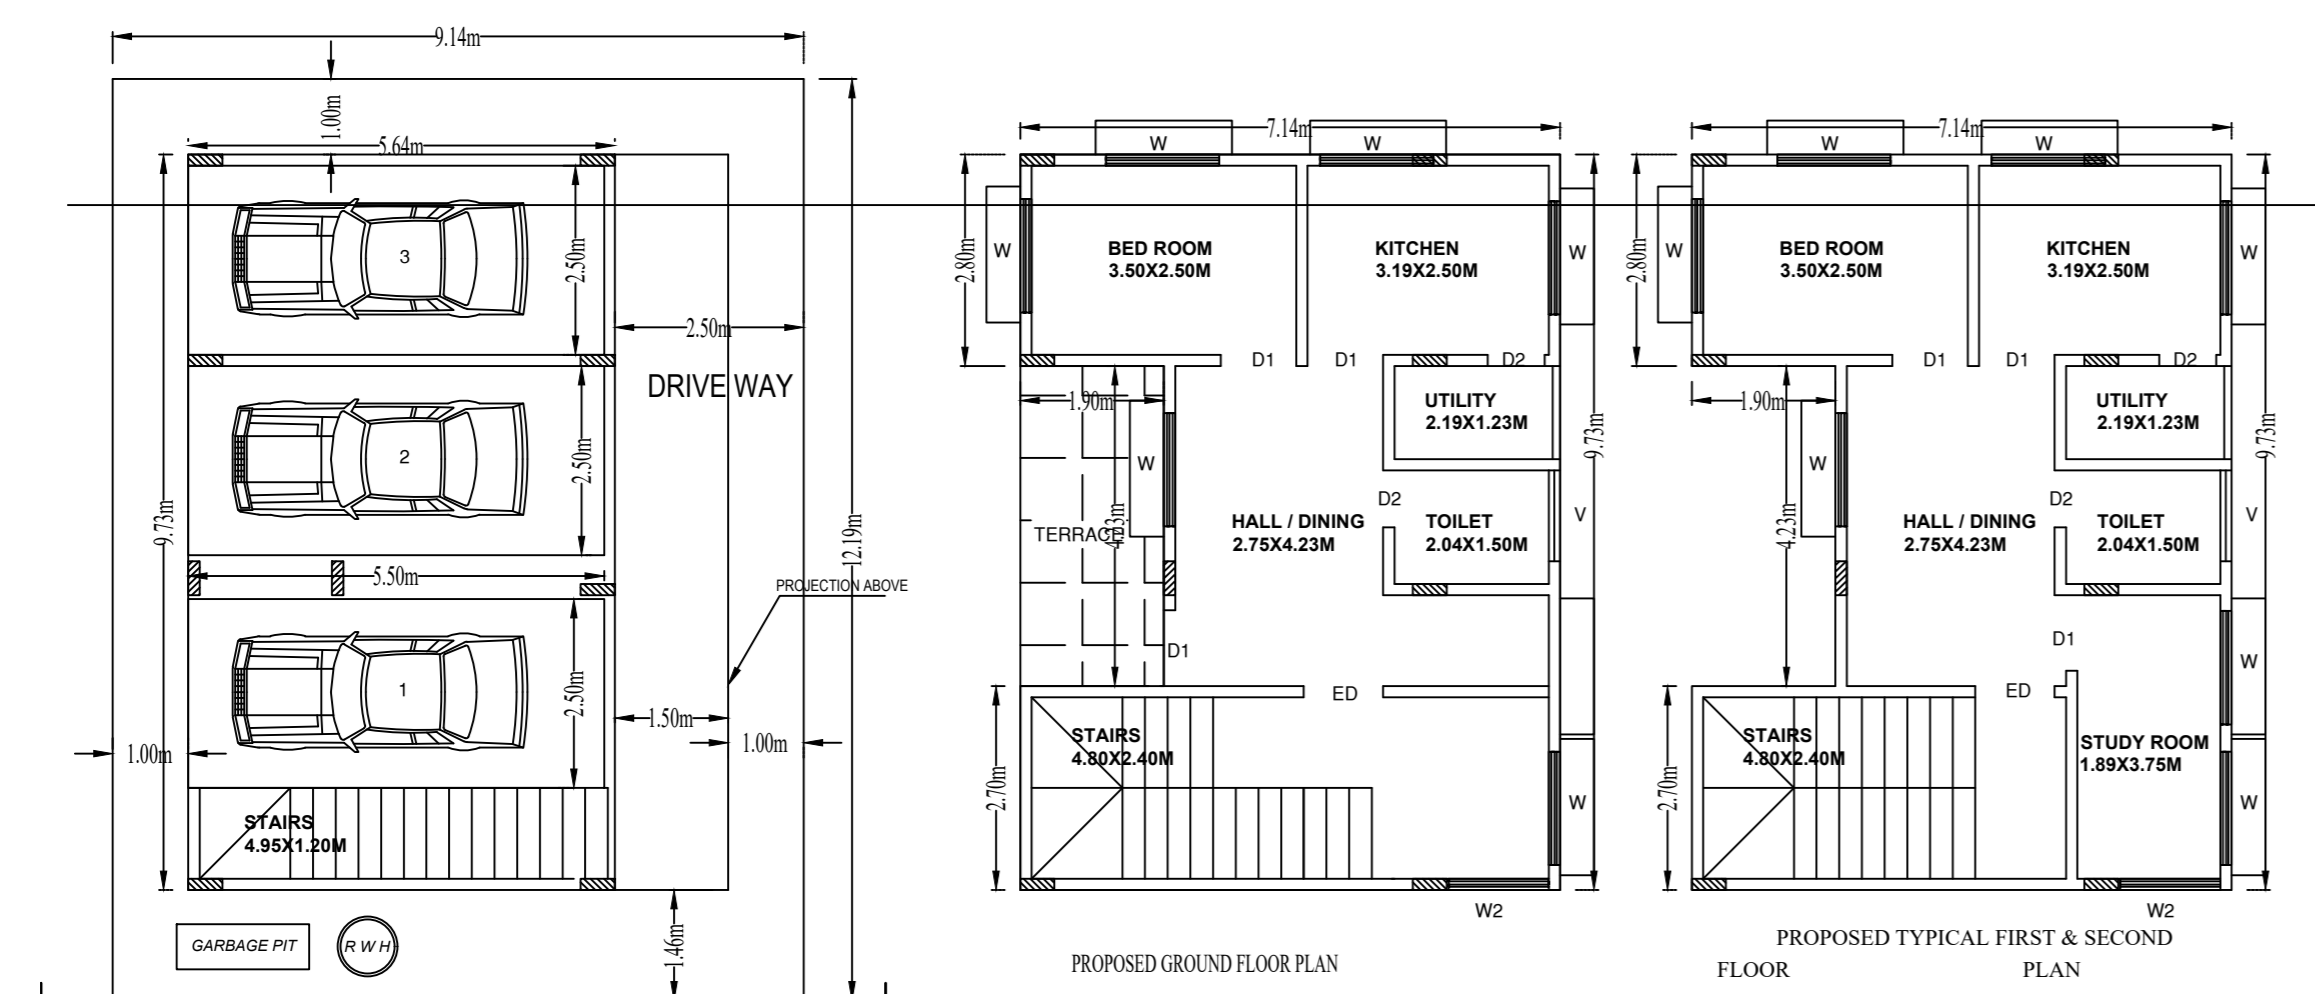 9.14m
1.00m
5.64m
3
2.50m
2.50m
DRIVE WAY
2
2.50m
9.73m
12.19m
5.50m
PROJECTION ABOVE
1
2.50m
1.50m
1.00m
1.00m
STAIRS
4.95X1.20M
GARBAGE PIT
R W H
1.46m
7.14m
W
W
2.80m
W
BED ROOM
3.50X2.50M
KITCHEN
3.19X2.50M
W
D1
D1
D2
1.90m
UTILITY
2.19X1.23M
9.73m
W
D2
V
TERRACE
4.23m
HALL / DINING
2.75X4.23M
TOILET
2.04X1.50M
D1
ED
STAIRS
4.80X2.40M
2.70m
W
W2
PROPOSED GROUND FLOOR PLAN
7.14m
W
W
2.80m
W
BED ROOM
3.50X2.50M
KITCHEN
3.19X2.50M
W
D1
D1
D2
1.90m
UTILITY
2.19X1.23M
9.73m
W
D2
V
4.23m
HALL / DINING
2.75X4.23M
TOILET
2.04X1.50M
D1
W
ED
STAIRS
4.80X2.40M
STUDY ROOM
1.89X3.75M
2.70m
W
W2
PROPOSED TYPICAL FIRST & SECOND
FLOOR PLAN